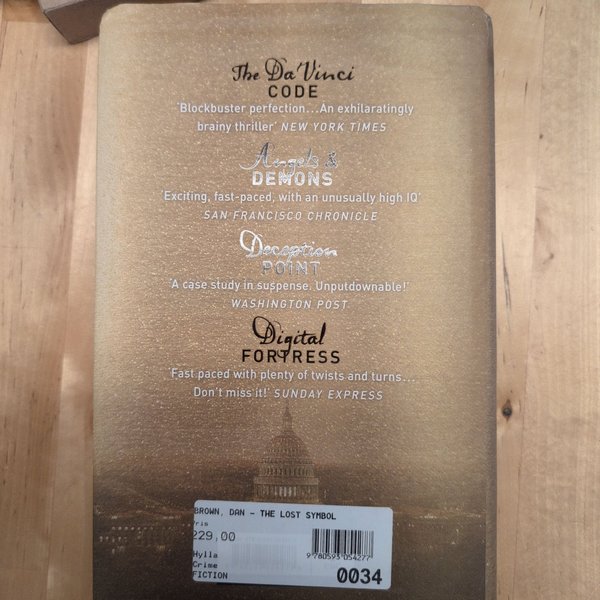 The Da Vinci
CODE
'Blockbuster perfection...An exhilaratingly
brainy thriller' NEW YORK TIMES
Angels &
DEMONS
'Exciting, fast-paced, with an unusually high IQ'
SAN FRANCISCO CHRONICLE
Deception
POINT
'A case study in suspense. Unputdownable!'
WASHINGTON POST
Digital
FORTRESS
'Fast paced with plenty of twists and turns...
Don't miss it!' SUNDAY EXPRESS
BROWN, DAN - THE LOST SYMBOL
Pris
229,00
Hylla
Crime
FICTION
9 780593 054277
0034